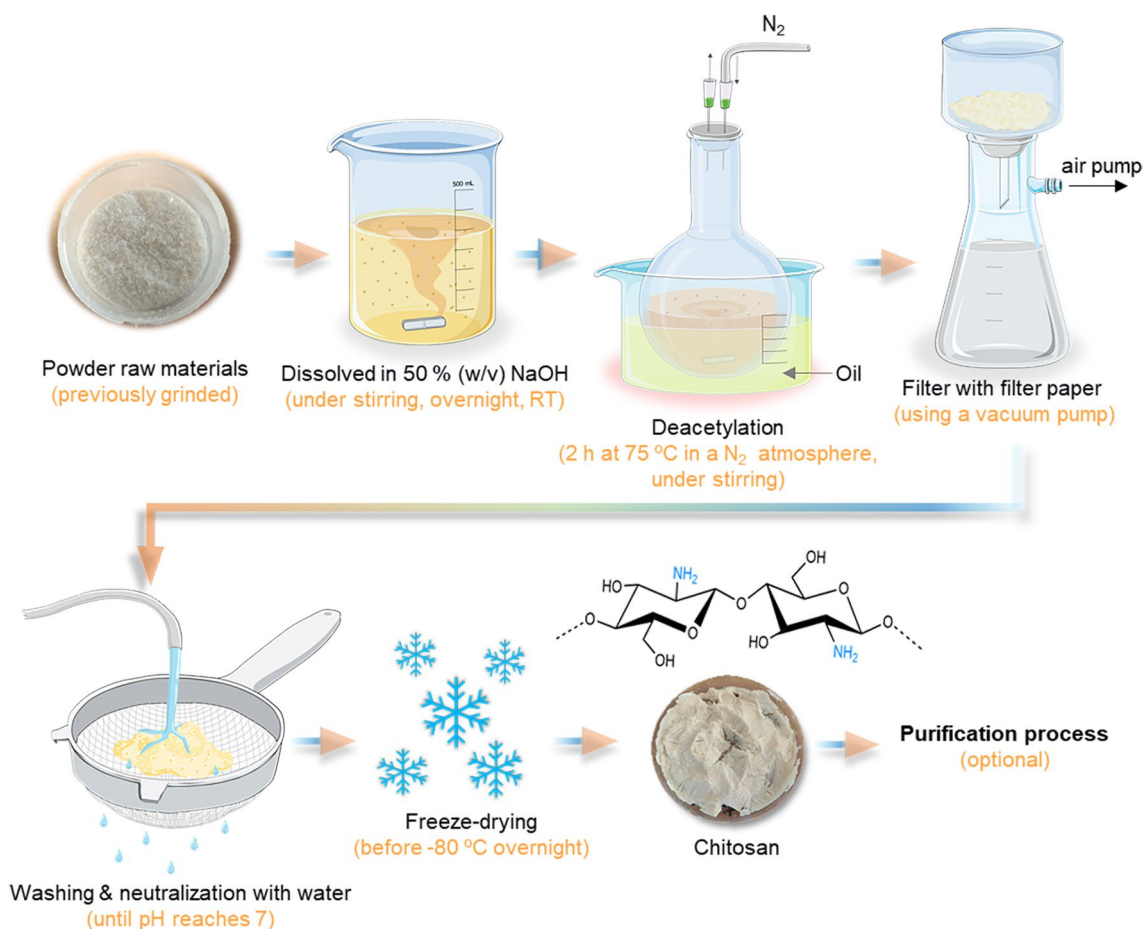 Powder raw materials
(previously grinded)
500 mL
Dissolved in 50 % (w/v) NaOH
(under stirring, overnight, RT)
N₂
Oil
Deacetylation
(2 h at 75 ºC in a N₂ atmosphere,
under stirring)
air pump
Filter with filter paper
(using a vacuum pump)
Washing & neutralization with water
(until pH reaches 7)
Freeze-drying
(before -80 ºC overnight)
HO
NH₂
O
O
OH
O
OH
O
HO
NH₂
O
Chitosan
Purification process
(optional)